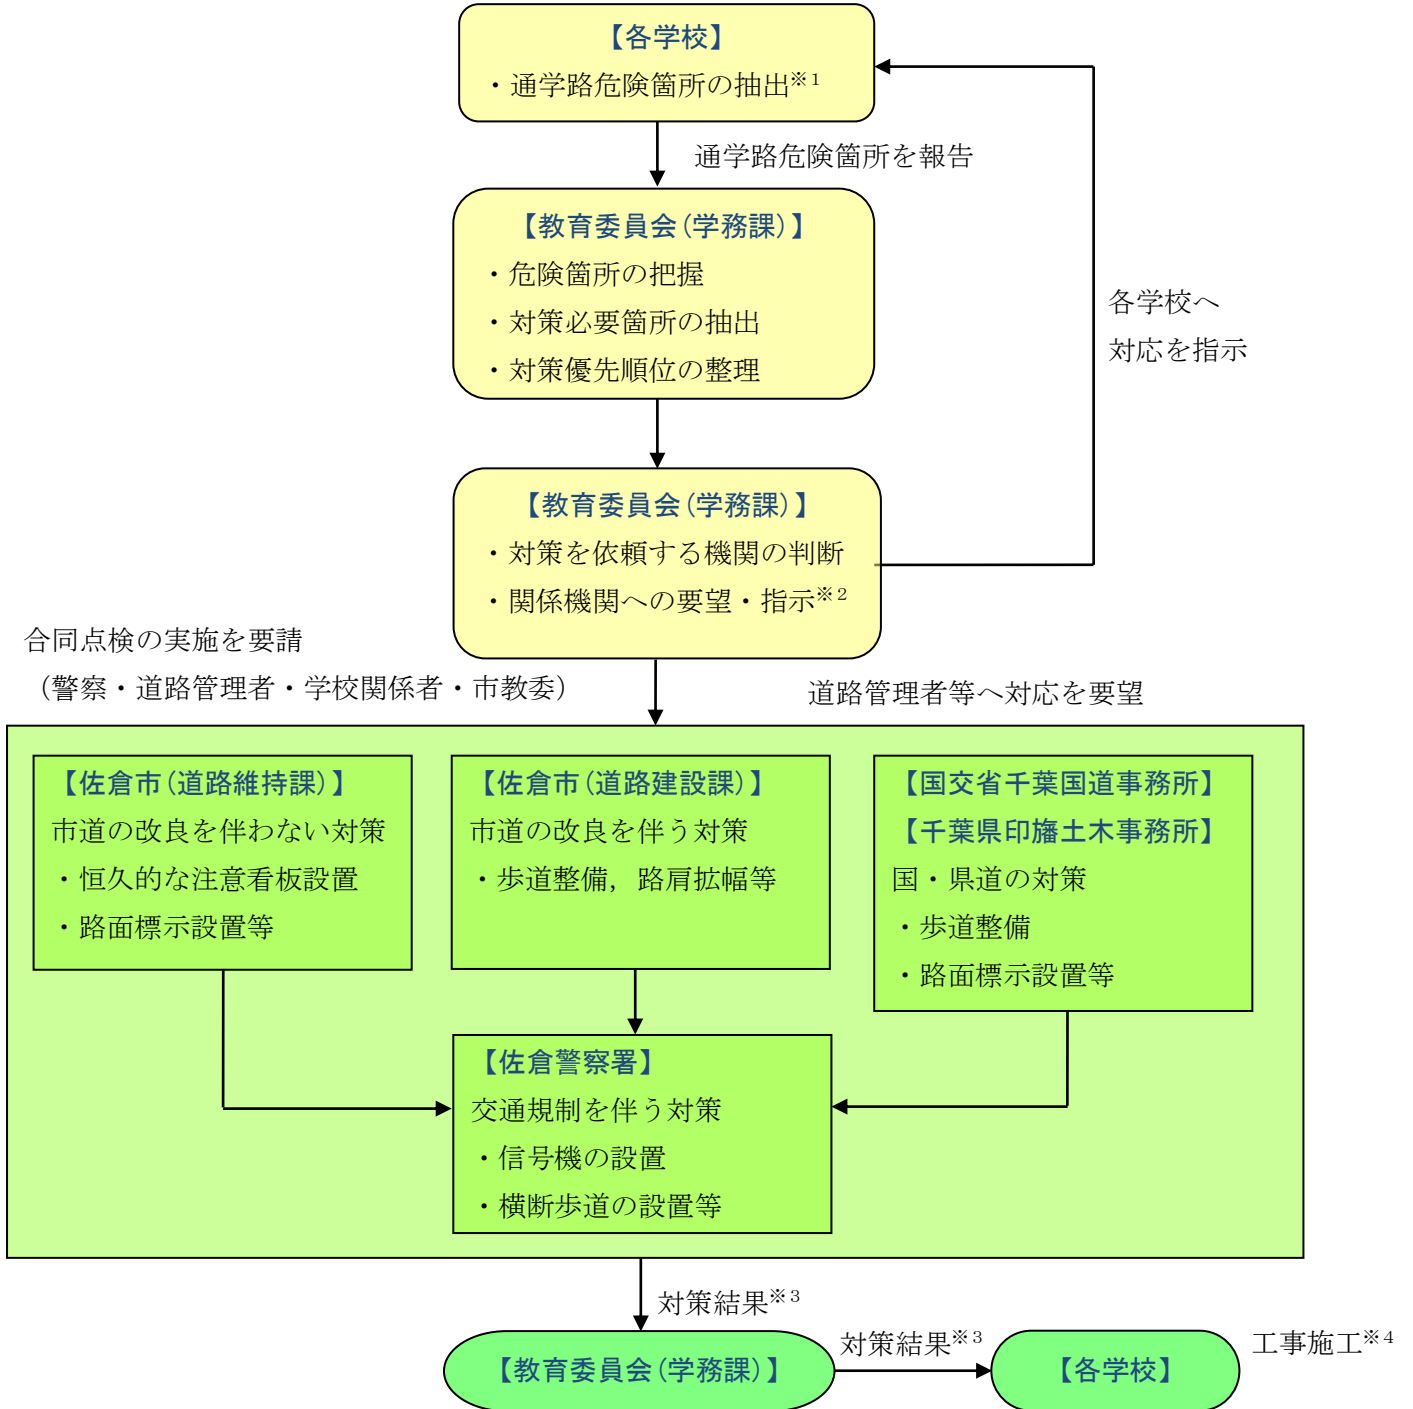 【各学校】
・通学路危険箇所の抽出※1
通学路危険箇所を報告
【教育委員会(学務課)】
・危険箇所の把握
・対策必要箇所の抽出
・対策優先順位の整理
各学校へ
対応を指示
【教育委員会(学務課)】
・対策を依頼する機関の判断
・関係機関への要望・指示※2
合同点検の実施を要請
（警察・道路管理者・学校関係者・市教委）
道路管理者等へ対応を要望
【佐倉市(道路維持課)】
市道の改良を伴わない対策
・恒久的な注意看板設置
・路面標示設置等
【佐倉市(道路建設課)】
市道の改良を伴う対策
・歩道整備，路肩拡幅等
【国交省千葉国道事務所】
【千葉県印旛土木事務所】
国・県道の対策
・歩道整備
・路面標示設置等
【佐倉警察署】
交通規制を伴う対策
・信号機の設置
・横断歩道の設置等
対策結果※3
【教育委員会(学務課)】
対策結果※3
【各学校】
工事施工※4